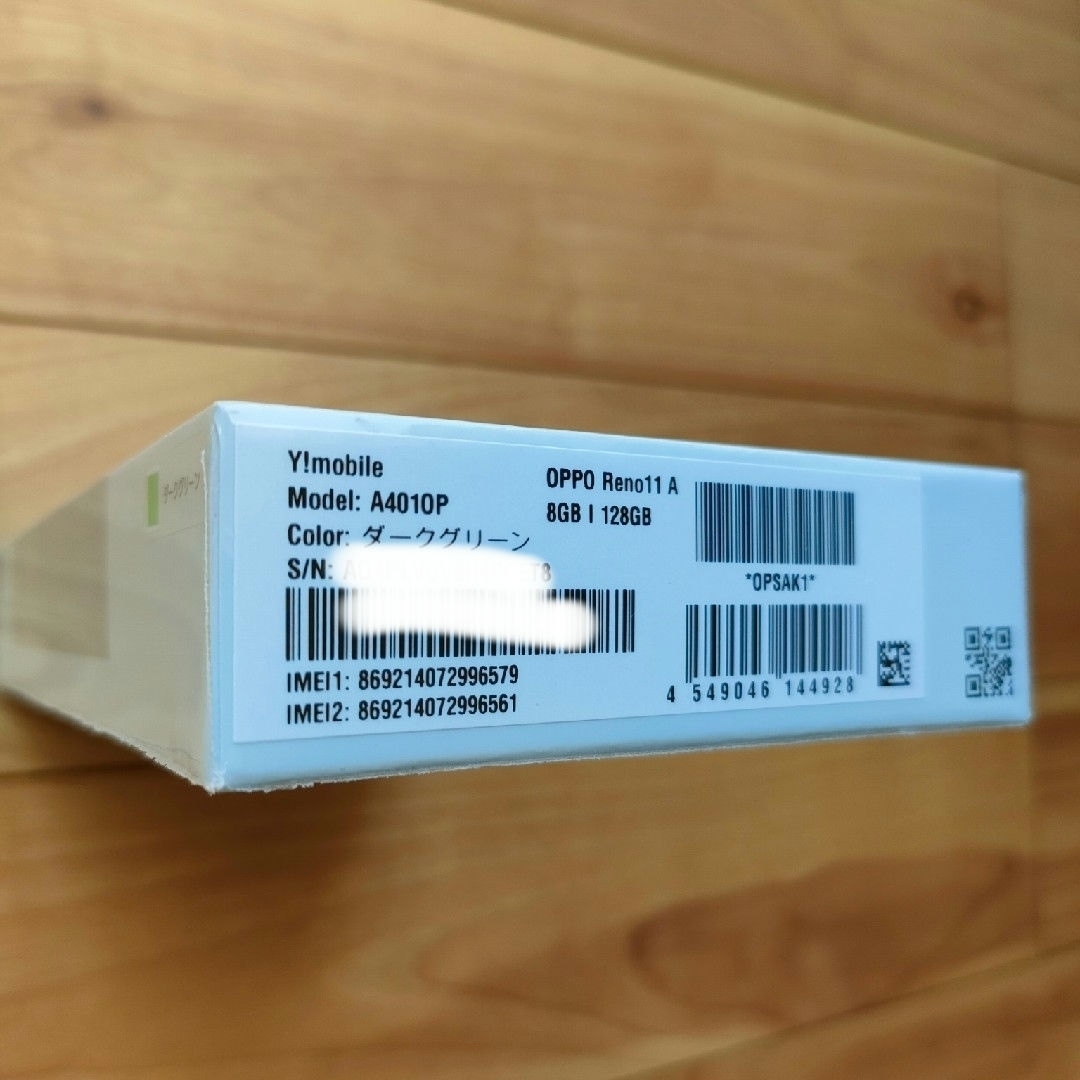 Y!mobile
Model: A401OP
Color: ダークグリーン
S/N:
IMEI1: 869214072996579
IMEI2: 869214072996561
OPPO Reno11 A
8GB | 128GB
*OPSAK1*
4 549046 144928
ダークグリーン